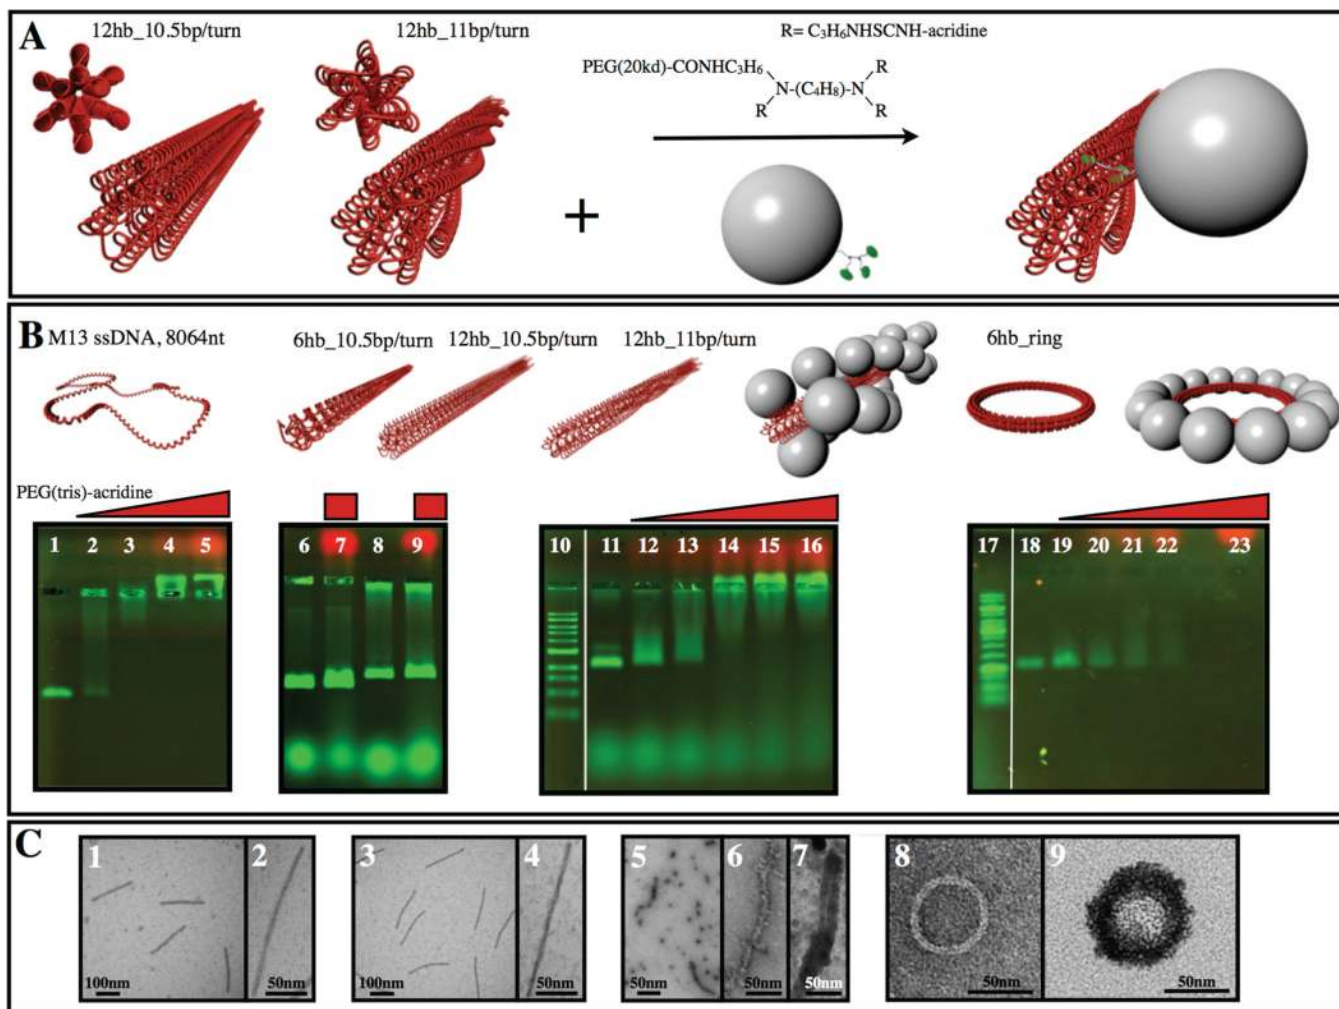 A
12hb_10.5bp/turn
12hb_11bp/turn
R= C₃H₆NHSCNH-acridine
PEG(20kd)-CONHC₃H₆
R
N-(C₄H₈)-N
R
R
+
B
M13 ssDNA, 8064nt
6hb_10.5bp/turn
12hb_10.5bp/turn
12hb_11bp/turn
6hb_ring
PEG(tris)-acridine
1 2 3 4 5
6 7 8 9
10 11 12 13 14 15 16
17 18 19 20 21 22 23
C
1 2 3 4 5 6 7 8 9
100nm 50nm 100nm 50nm 50nm 50nm 50nm 50nm 50nm